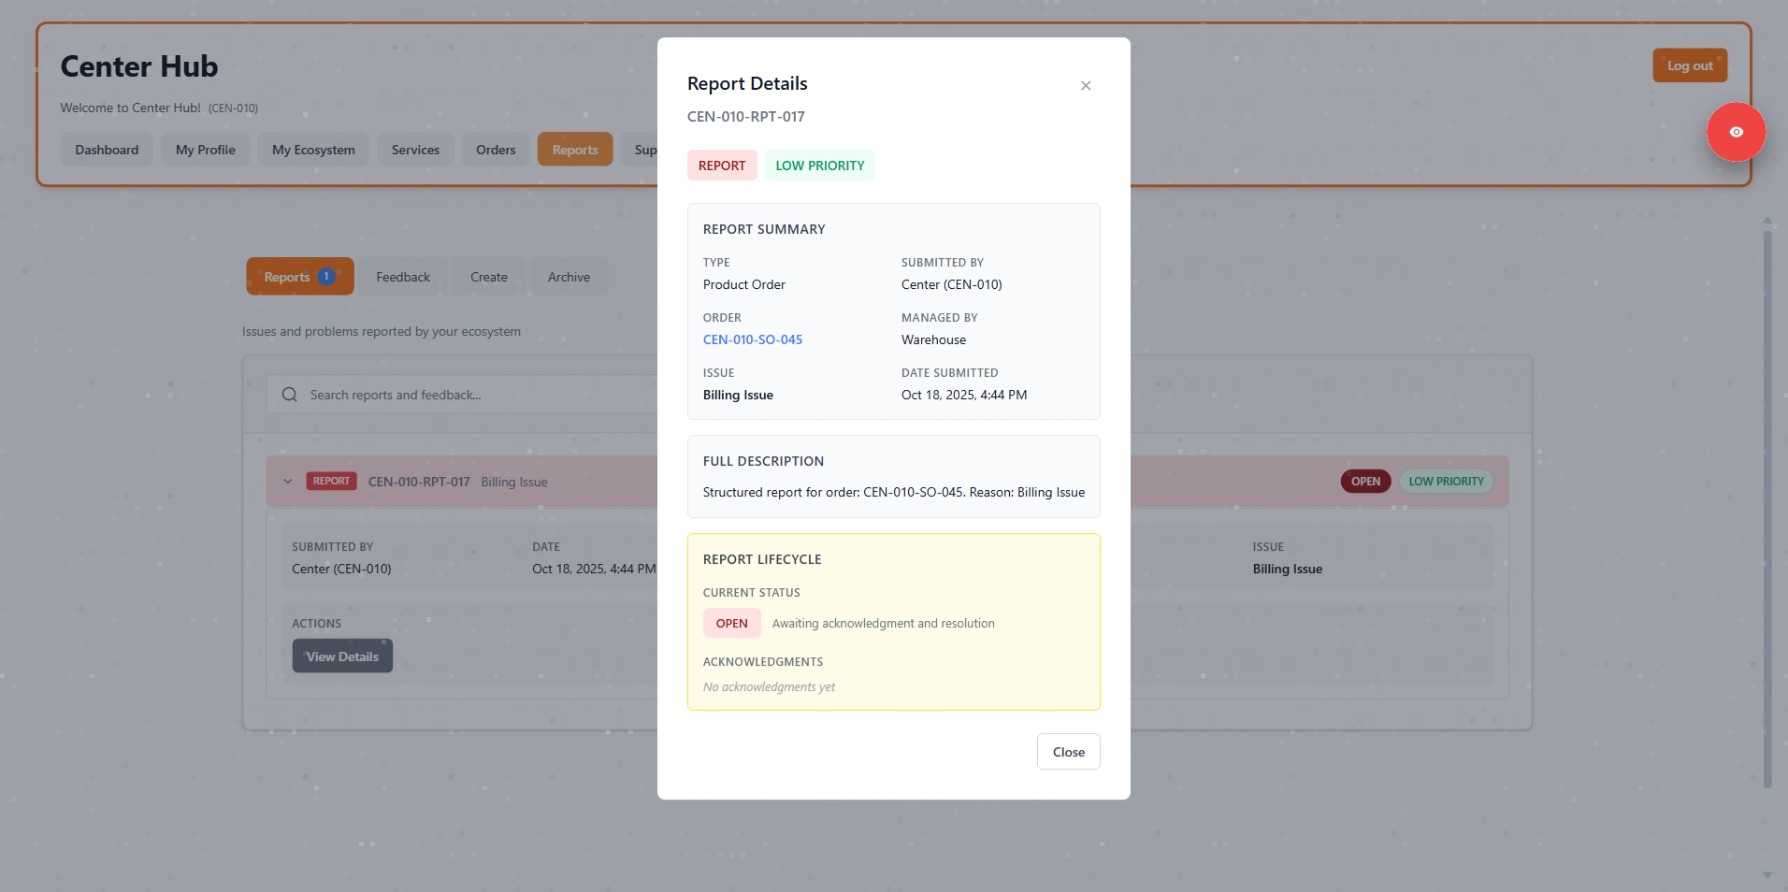 Center Hub
Log out
Welcome to Center Hub! (CEN-010)
Dashboard My Profile My Ecosystem Services Orders Reports
Reports 1 Feedback Create Archive
Issues and problems reported by your ecosystem
Search reports and feedback...
REPORT CEN-010-RPT-017 Billing Issue
OPEN LOW PRIORITY
SUBMITTED BY DATE ISSUE
Center (CEN-010) Oct 18, 2025, 4:44 PM Billing Issue
ACTIONS
View Details
Report Details
×
CEN-010-RPT-017
REPORT LOW PRIORITY
REPORT SUMMARY
TYPE SUBMITTED BY
Product Order Center (CEN-010)
ORDER MANAGED BY
CEN-010-SO-045 Warehouse
ISSUE DATE SUBMITTED
Billing Issue Oct 18, 2025, 4:44 PM
FULL DESCRIPTION
Structured report for order: CEN-010-SO-045. Reason: Billing Issue
REPORT LIFECYCLE
CURRENT STATUS
OPEN Awaiting acknowledgment and resolution
ACKNOWLEDGMENTS
No acknowledgments yet
Close